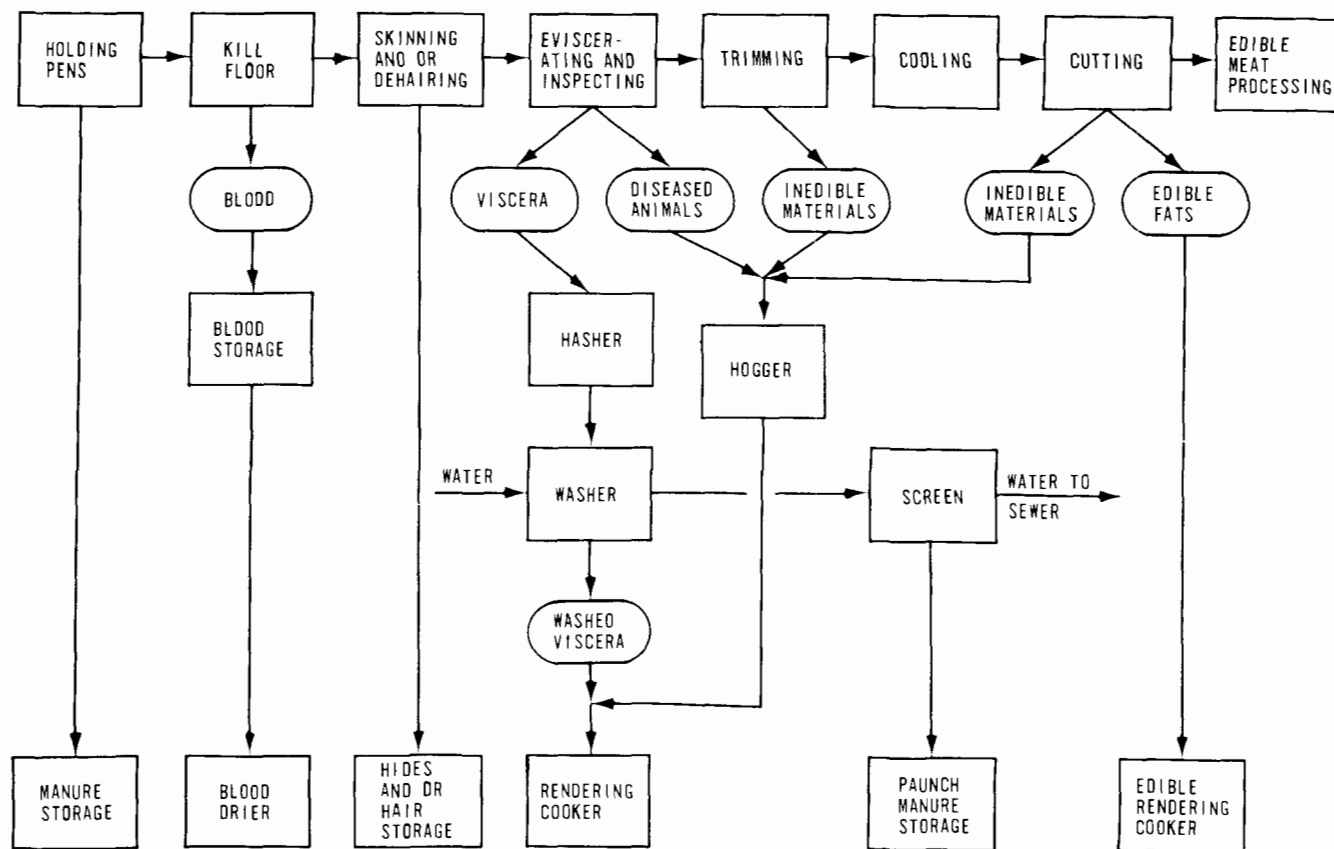 HOLDING
PENS
KILL
FLOOR
SKINNING
ANO OR
DEHAIRING
EVISCER-
ATING AND
INSPECTING
TRIMMING
COOLING
CUTTING
EDIBLE
MEAT
PROCESSING
BLODD
VISCERA
DISEASED
ANIMALS
INEDIBLE
MATERIALS
INEDIBLE
MATERIALS
EDIBLE
FATS
BLOOD
STORAGE
HASHER
HOGGER
WATER
WASHER
SCREEN
WATER TO
SEWER
WASHEO
VISCERA
MANURE
STORAGE
BLOOD
DRIER
HIDES
AND DR
HAIR
STORAGE
RENDERING
COOKER
PAUNCH
MANURE
STORAGE
EDIBLE
RENDERING
COOKER